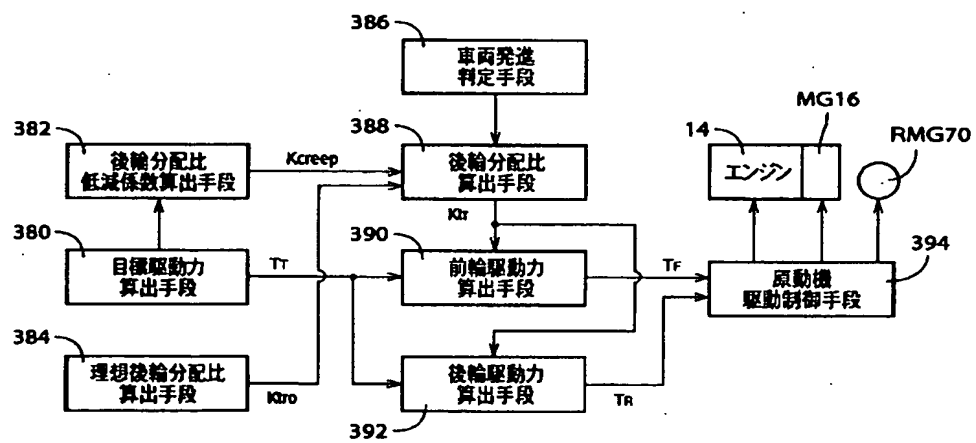 386
車両発進
判定手段
382
後輪分配比
低減係数算出手段
Kcreep
388
後輪分配比
算出手段
Ktr
14
エンジン
MG16
RMG70
380
目標駆動力
算出手段
TT
390
前輪駆動力
算出手段
TF
原動機
駆動制御手段
394
384
理想後輪分配比
算出手段
Ktro
後輪駆動力
算出手段
392
TR